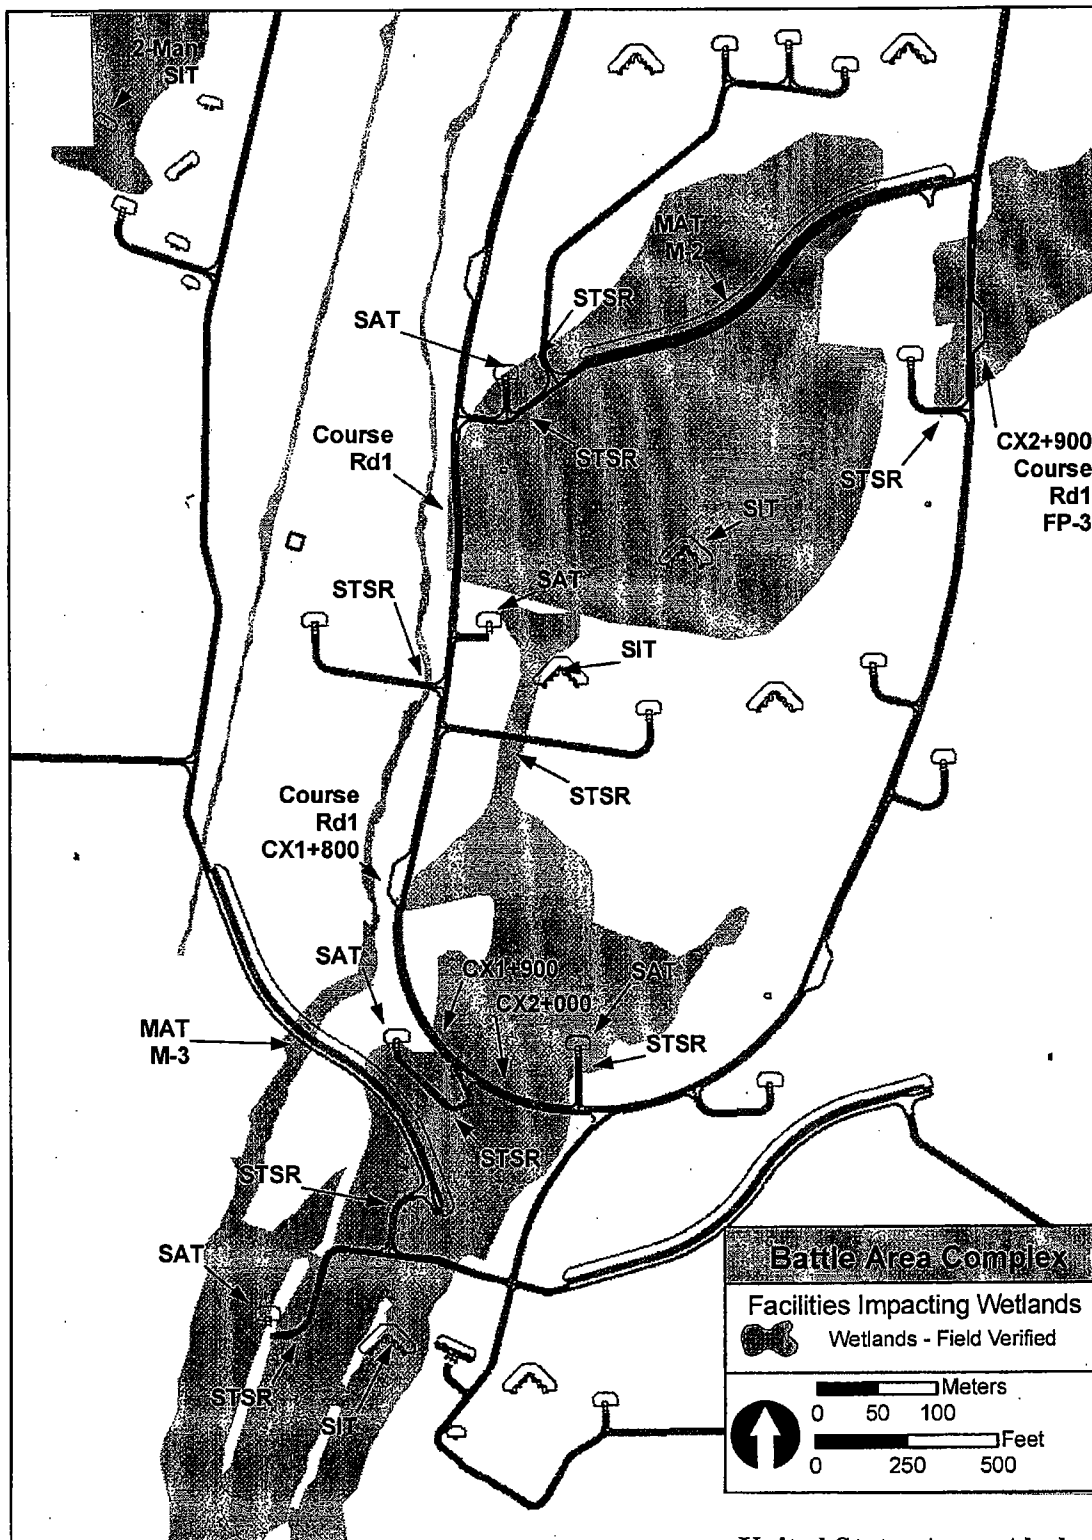 2-Man
SIT
MAT
M-2
STSR
SAT
Course
Rd1
STSR
STSR
CX2+900
Course
Rd1
FP-3
SIT
STSR
SAT
SIT
STSR
Course
Rd1
CX1+800
SAT
CX1+900
SAT
CX2+000
MAT
M-3
STSR
STSR
STSR
SAT
STSR
SIT
Battle Area Complex
Facilities Impacting Wetlands
Wetlands - Field Verified
Meters
0 50 100
Feet
0 250 500